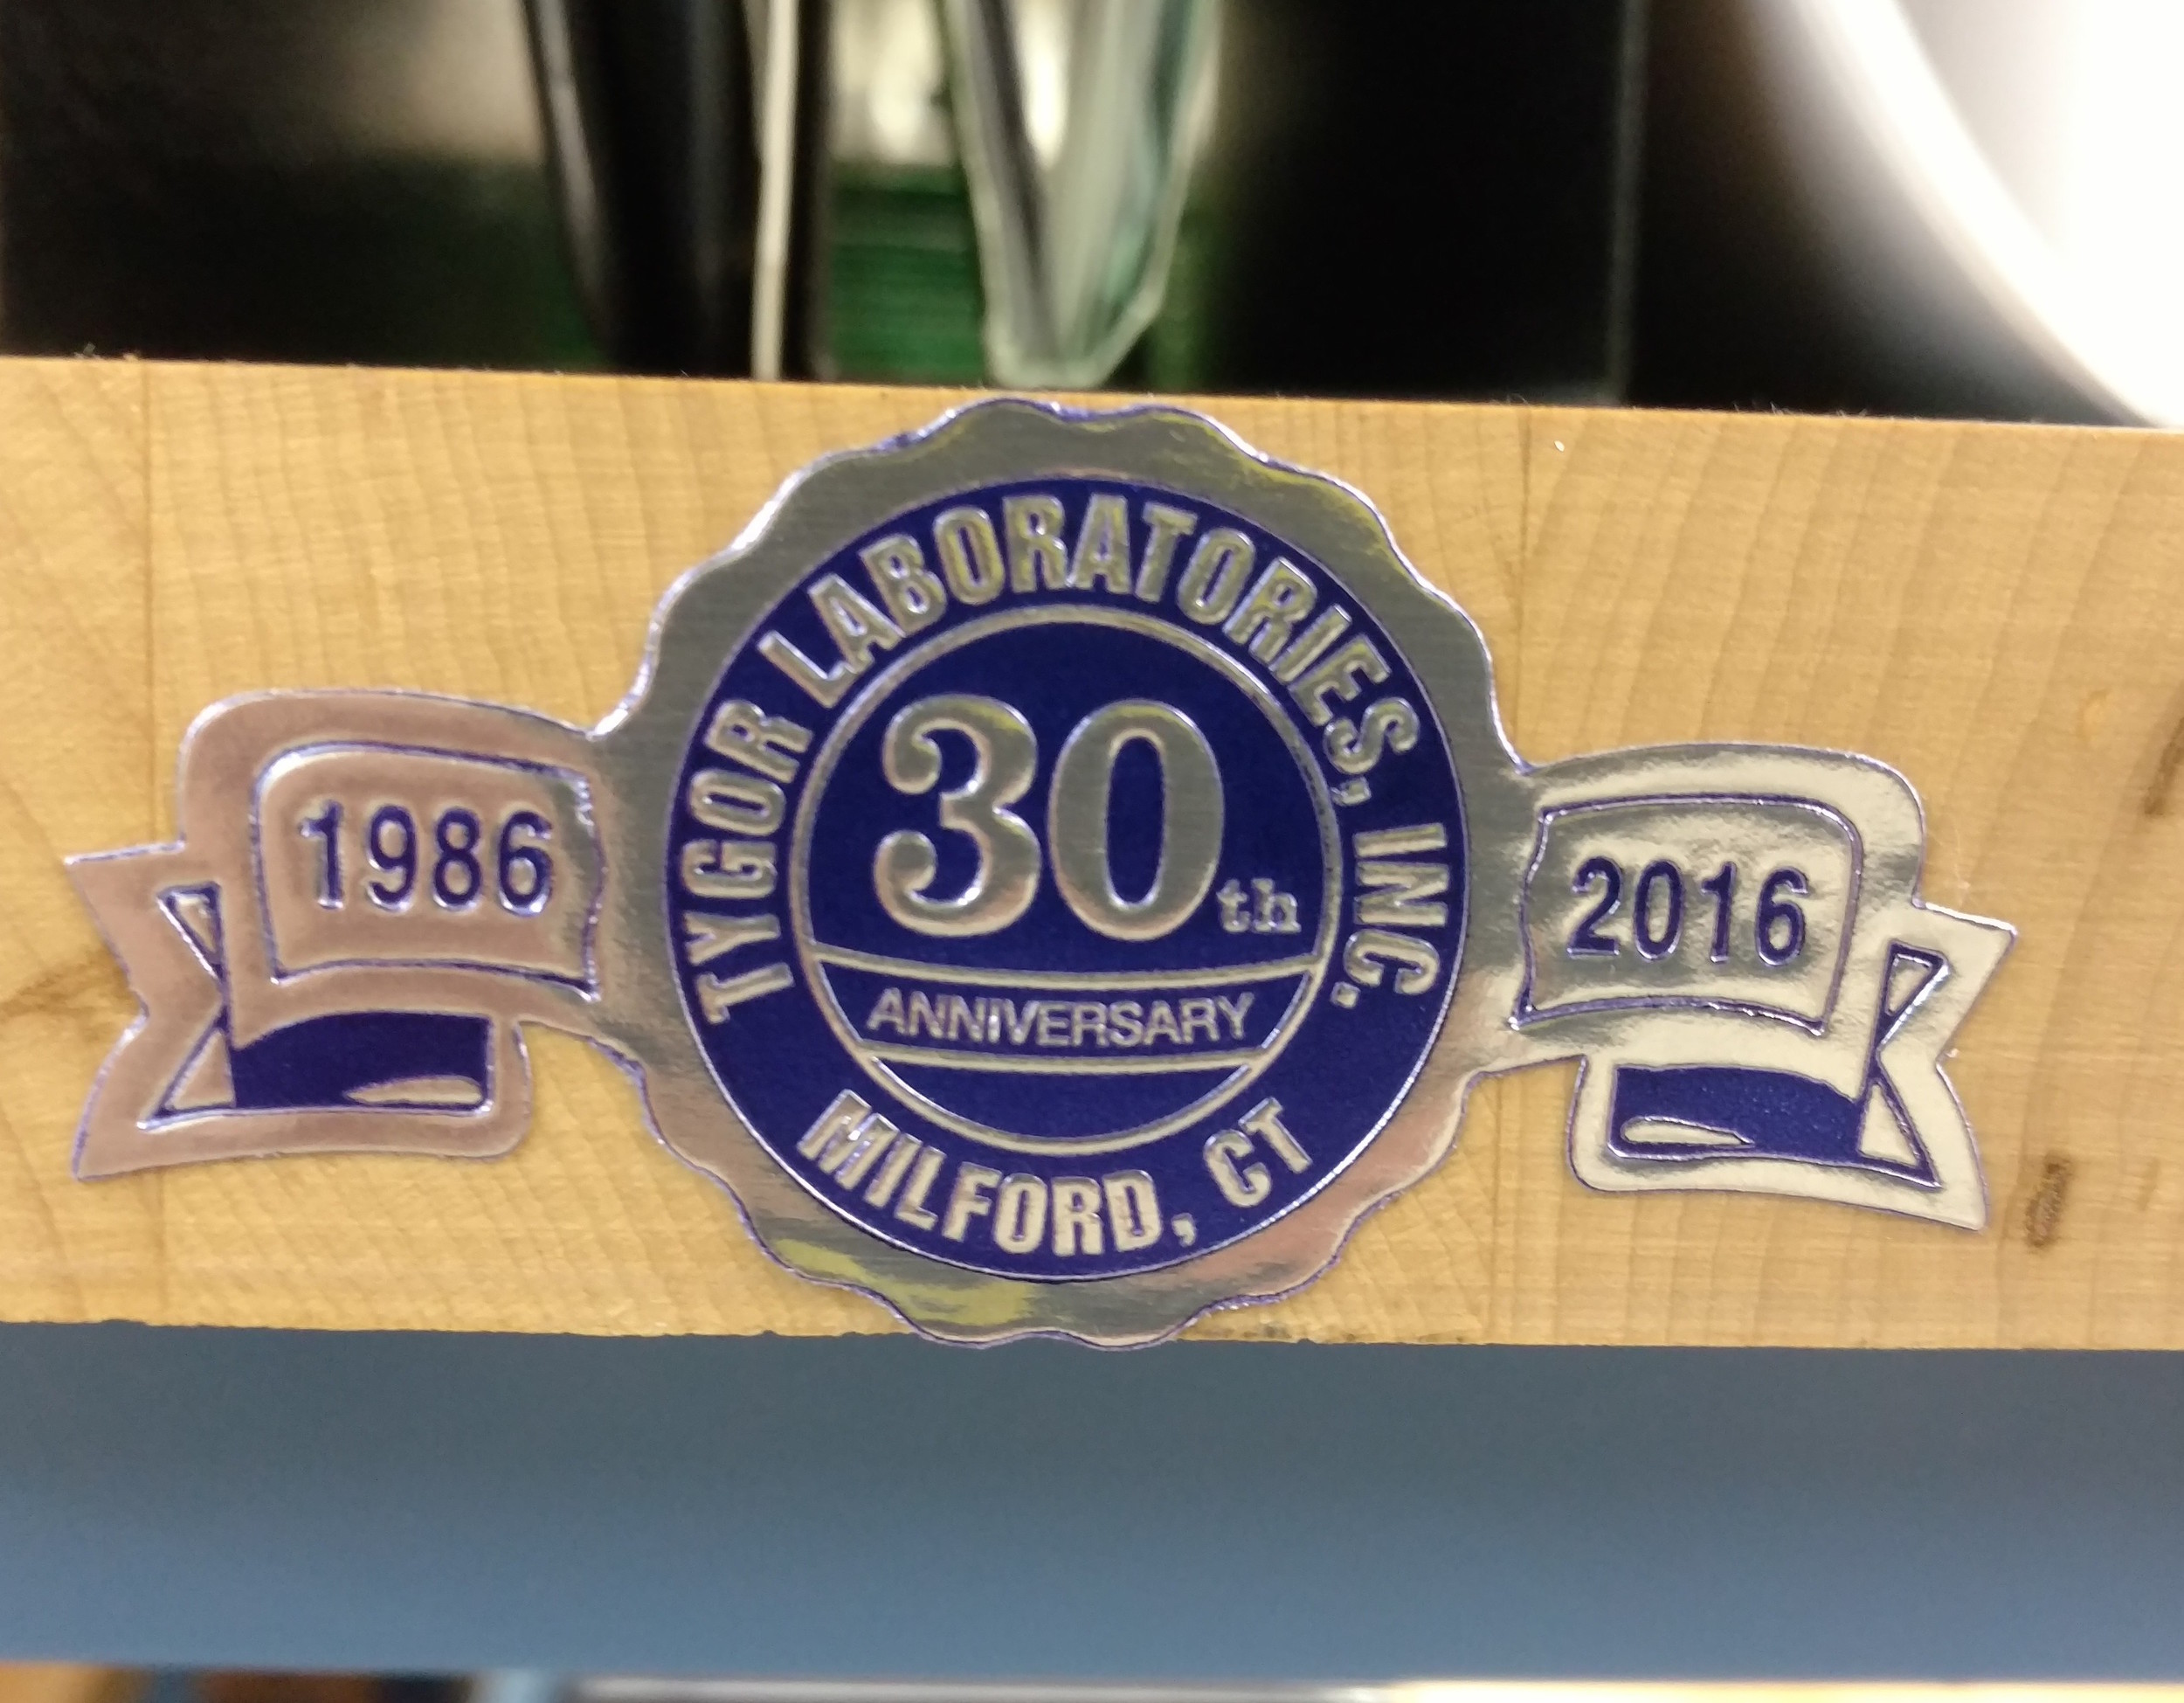 TYGOR LABORATORIES, INC.
1986
30th
2016
ANNIVERSARY
MILFORD, CT